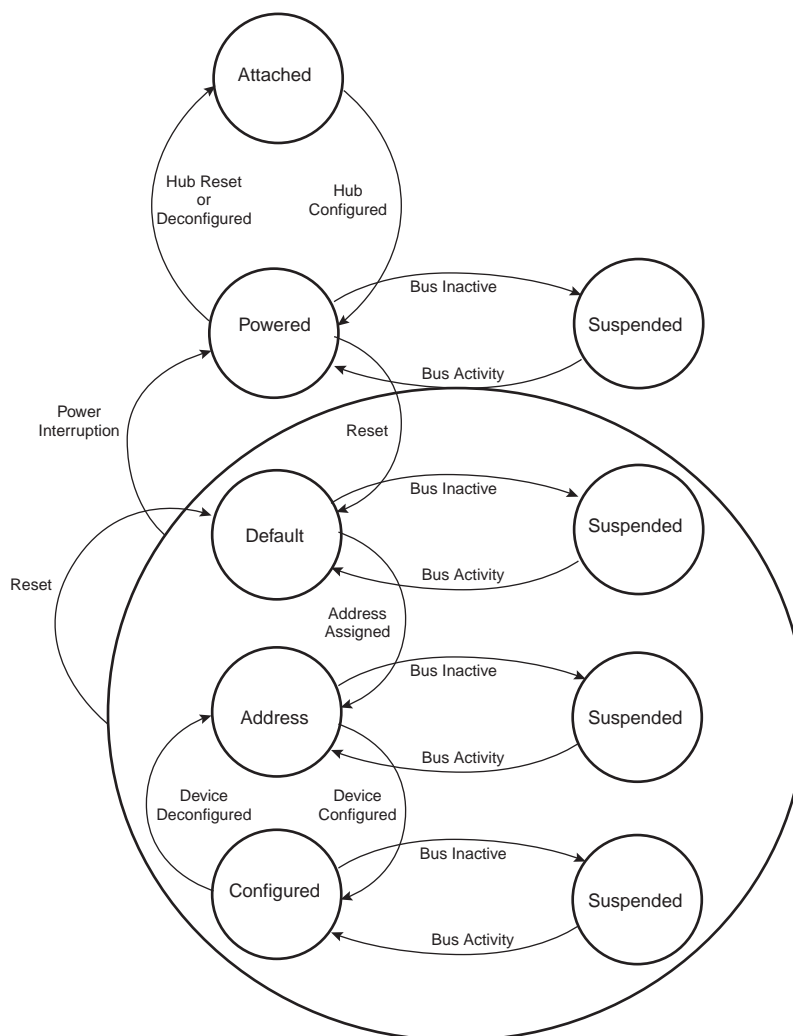 Attached
Hub Reset
or
Deconfigured
Hub
Configured
Bus Inactive
Powered
Suspended
Bus Activity
Power
Interruption
Reset
Bus Inactive
Default
Suspended
Bus Activity
Reset
Address
Assigned
Bus Inactive
Address
Suspended
Bus Activity
Device
Deconfigured
Device
Configured
Bus Inactive
Configured
Suspended
Bus Activity